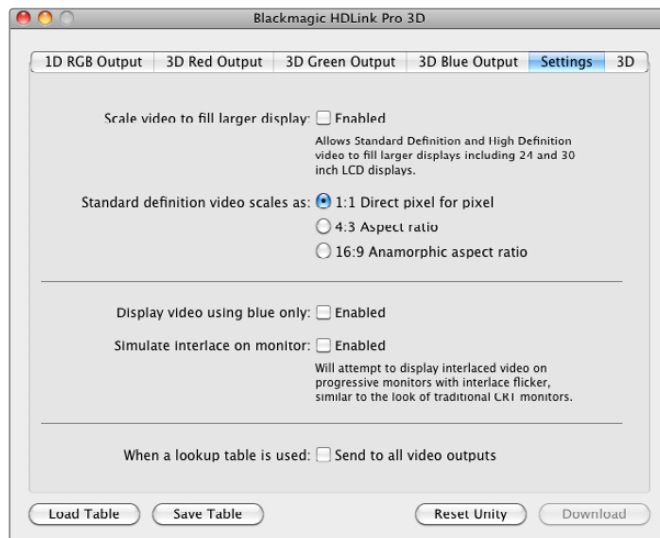 Blackmagic HDLink Pro 3D
1D RGB Output 3D Red Output 3D Green Output 3D Blue Output Settings 3D
Scale video to fill larger display: Enabled
Allows Standard Definition and High Definition
video to fill larger displays including 24 and 30
inch LCD displays.
Standard definition video scales as: 1:1 Direct pixel for pixel
4:3 Aspect ratio
16:9 Anamorphic aspect ratio
Display video using blue only: Enabled
Simulate interlace on monitor: Enabled
Will attempt to display interlaced video on
progressive monitors with interlace flicker,
similar to the look of traditional CRT monitors.
When a lookup table is used: Send to all video outputs
Load Table Save Table Reset Unity Download